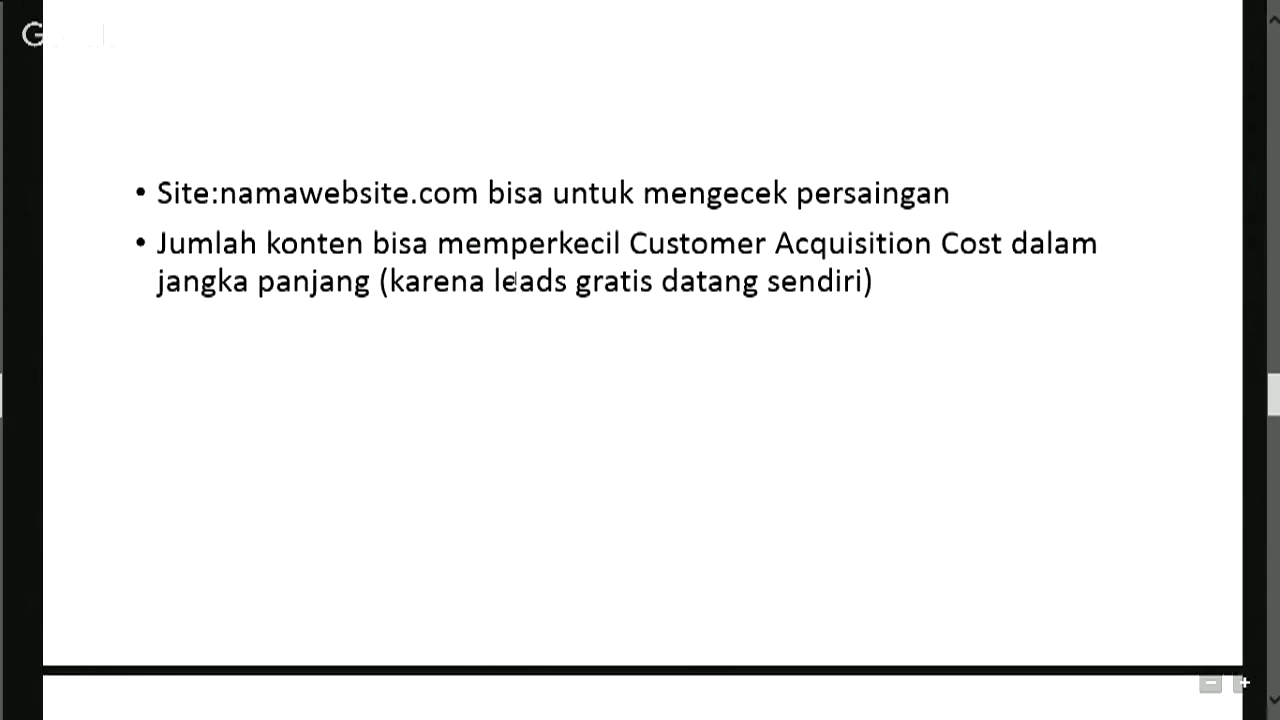 • Site:namawebsite.com bisa untuk mengecek persaingan
• Jumlah konten bisa memperkecil Customer Acquisition Cost dalam
jangka panjang (karena leads gratis datang sendiri)